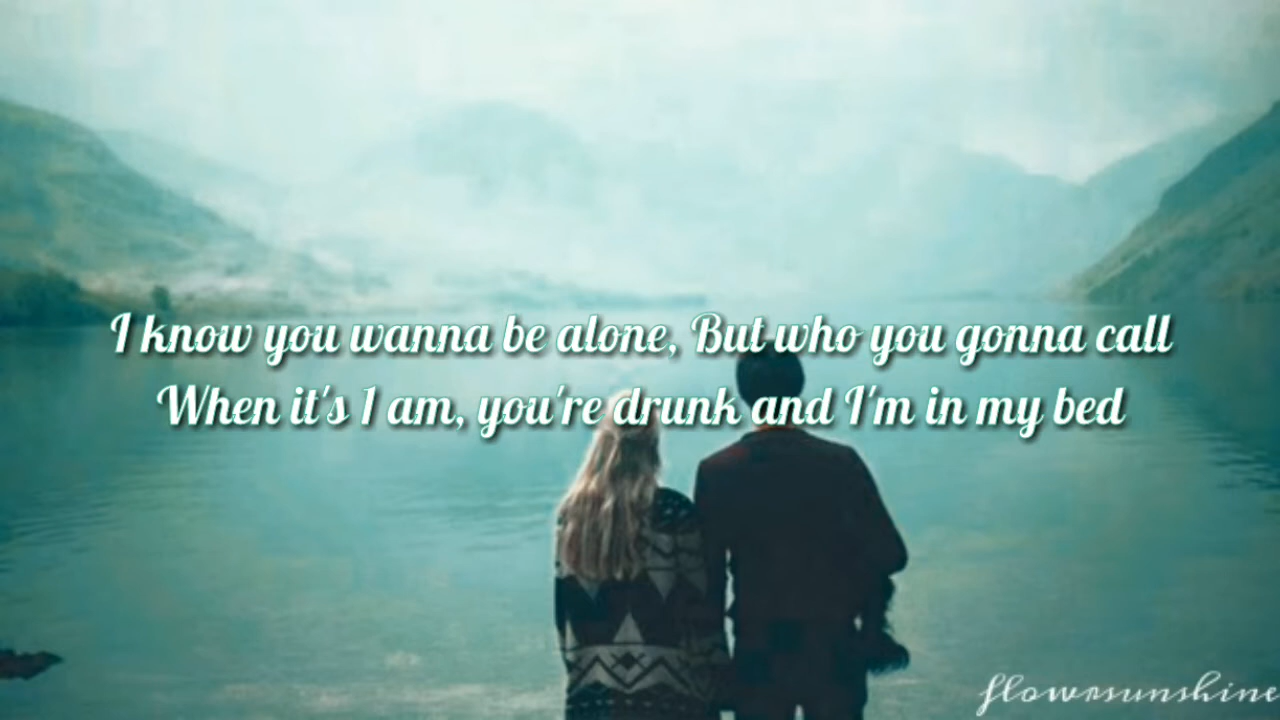 I know you wanna be alone, But who you gonna call
When it's 1 am, you're drunk and I'm in my bed
flowrsunshine